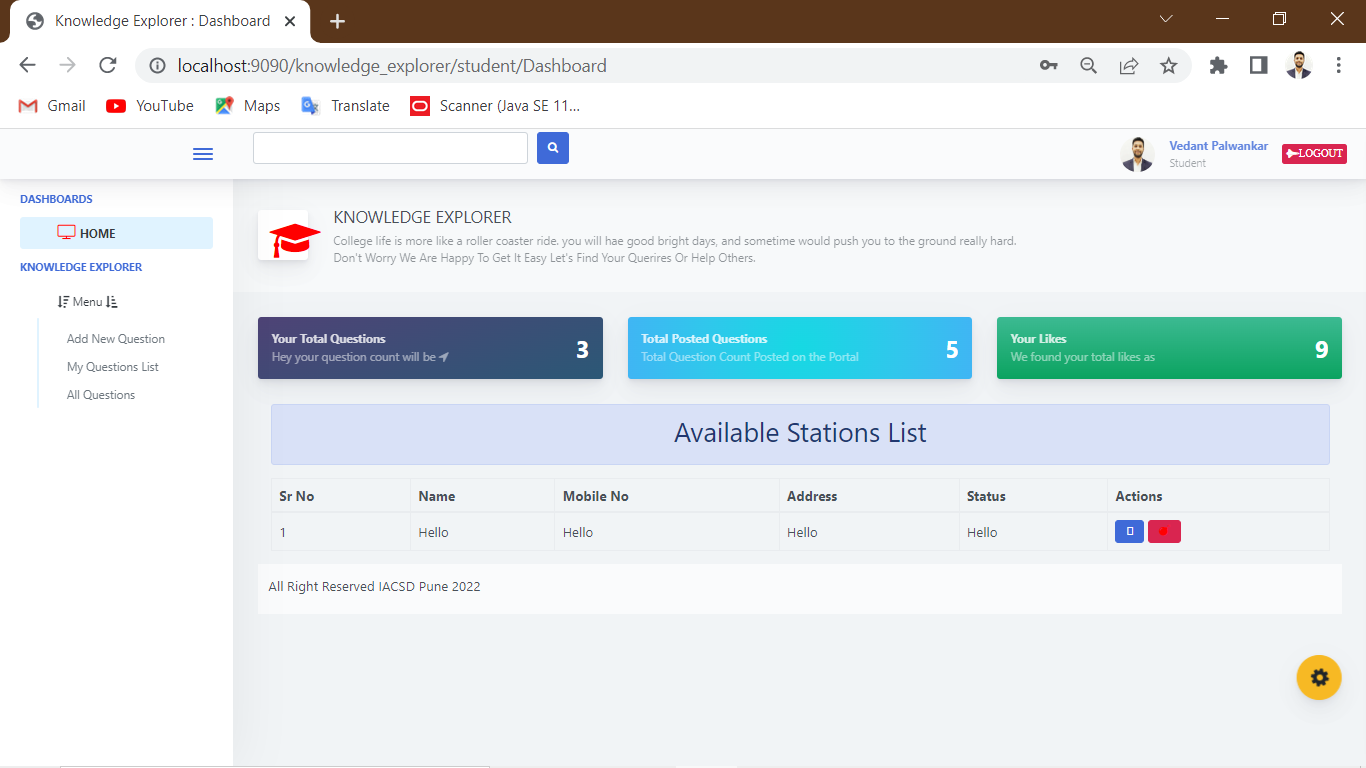 Knowledge Explorer : Dashboard
localhost:9090/knowledge_explorer/student/Dashboard
Gmail YouTube Maps Translate Scanner (Java SE 11...
Vedant Palwankar
Student
LOGOUT
DASHBOARDS
HOME
KNOWLEDGE EXPLORER
Menu
Add New Question
My Questions List
All Questions
KNOWLEDGE EXPLORER
College life is more like a roller coaster ride. you will hae good bright days, and sometime would push you to the ground really hard.
Don't Worry We Are Happy To Get It Easy Let's Find Your Querires Or Help Others.
Your Total Questions
Hey your question count will be
3
Total Posted Questions
Total Question Count Posted on the Portal
5
Your Likes
We found your total likes as
9
Available Stations List
Sr No Name Mobile No Address Status Actions
1 Hello Hello Hello Hello
All Right Reserved IACSD Pune 2022